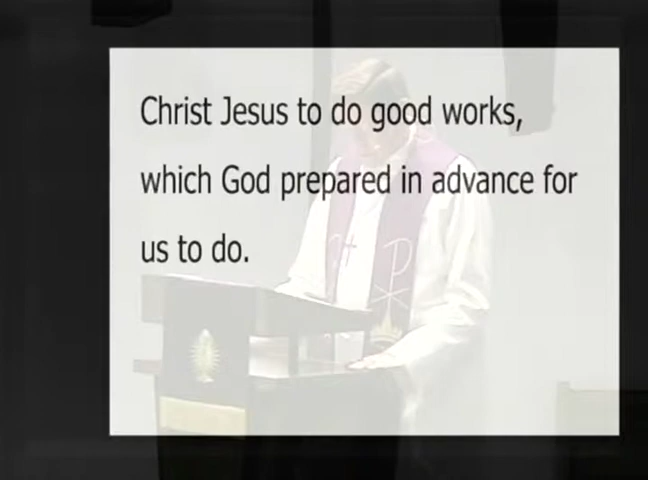 Christ Jesus to do good works,
which God prepared in advance for
us to do.